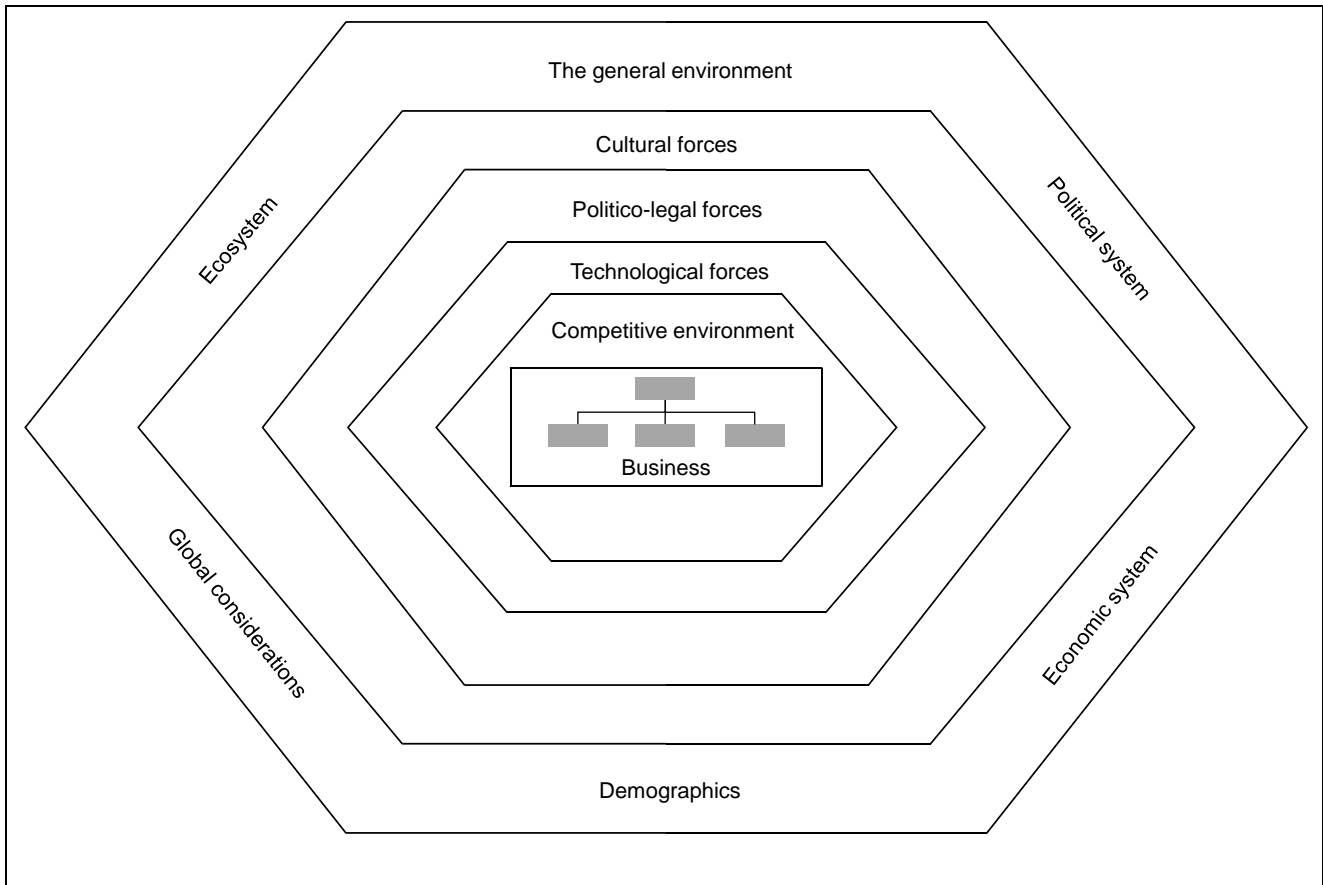 The general environment
Cultural forces
Politico-legal forces
Technological forces
Competitive environment
Business
Ecosystem
Political system
Global considerations
Economic system
Demographics